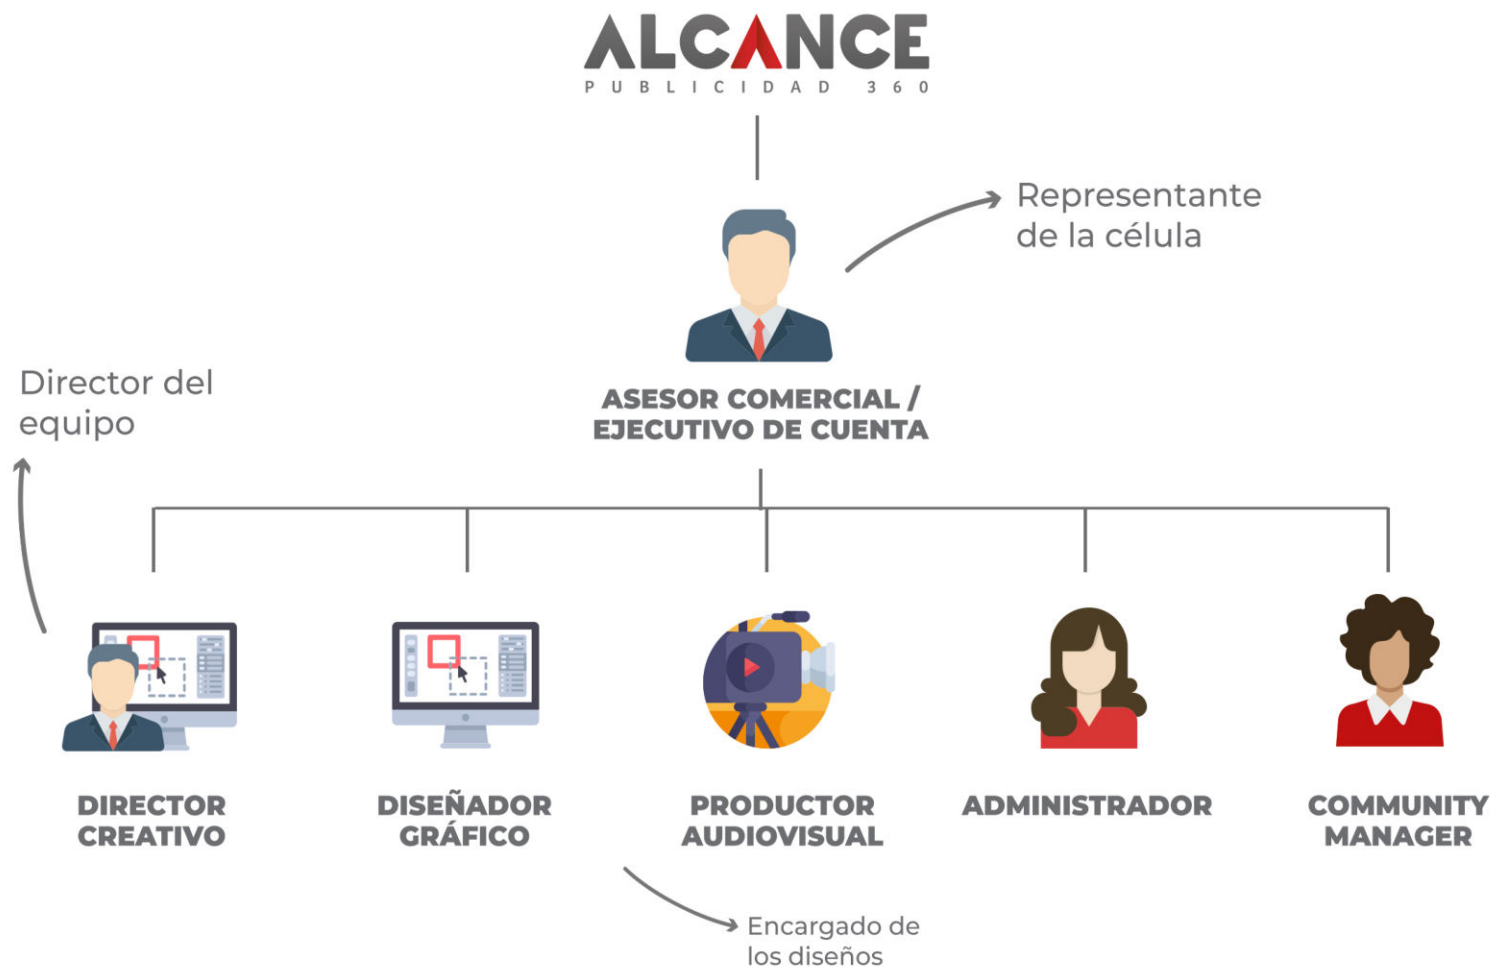 ALCANCE
PUBLICIDAD 360
Representante
de la célula
Director del
equipo
ASESOR COMERCIAL /
EJECUTIVO DE CUENTA
DIRECTOR
CREATIVO
DISEÑADOR
GRÁFICO
PRODUCTOR
AUDIOVISUAL
ADMINISTRADOR
COMMUNITY
MANAGER
Encargado de
los diseños